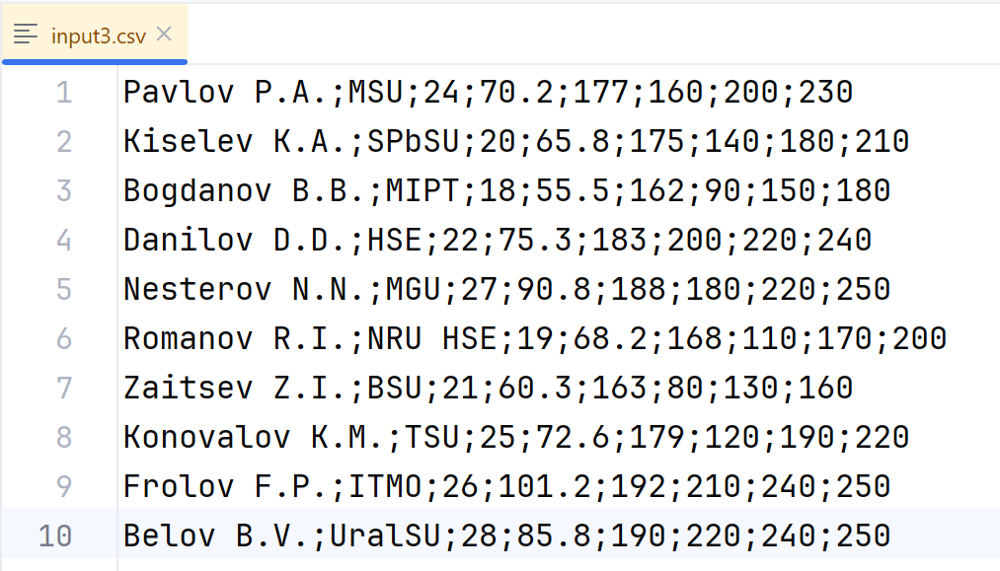 input3.csv
1 Pavlov P.A.;MSU;24;70.2;177;160;200;230
2 Kiselev K.A.;SPbSU;20;65.8;175;140;180;210
3 Bogdanov B.B.;MIPT;18;55.5;162;90;150;180
4 Danilov D.D.;HSE;22;75.3;183;200;220;240
5 Nesterov N.N.;MGU;27;90.8;188;180;220;250
6 Romanov R.I.;NRU HSE;19;68.2;168;110;170;200
7 Zaitsev Z.I.;BSU;21;60.3;163;80;130;160
8 Konovalov K.M.;TSU;25;72.6;179;120;190;220
9 Frolov F.P.;ITMO;26;101.2;192;210;240;250
10 Belov B.V.;UralSU;28;85.8;190;220;240;250